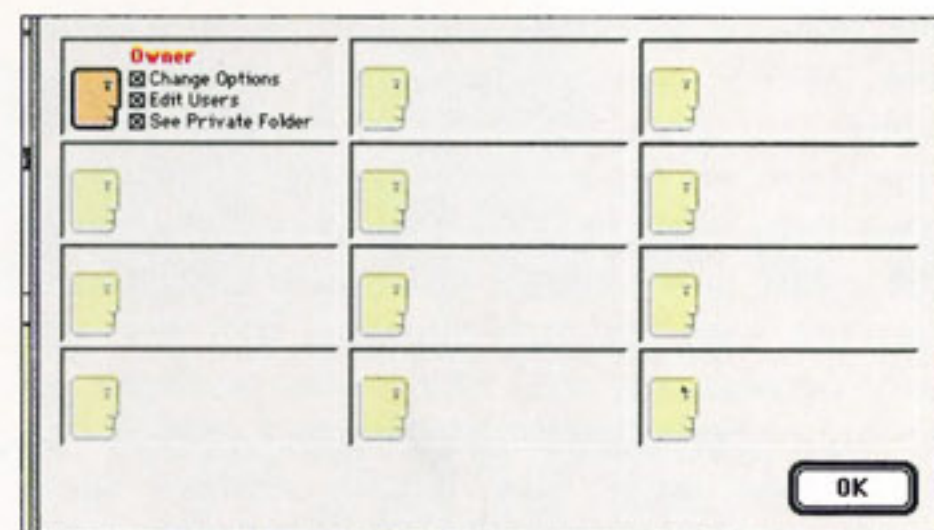 Owner
Change Options
Edit Users
See Private Folder
OK